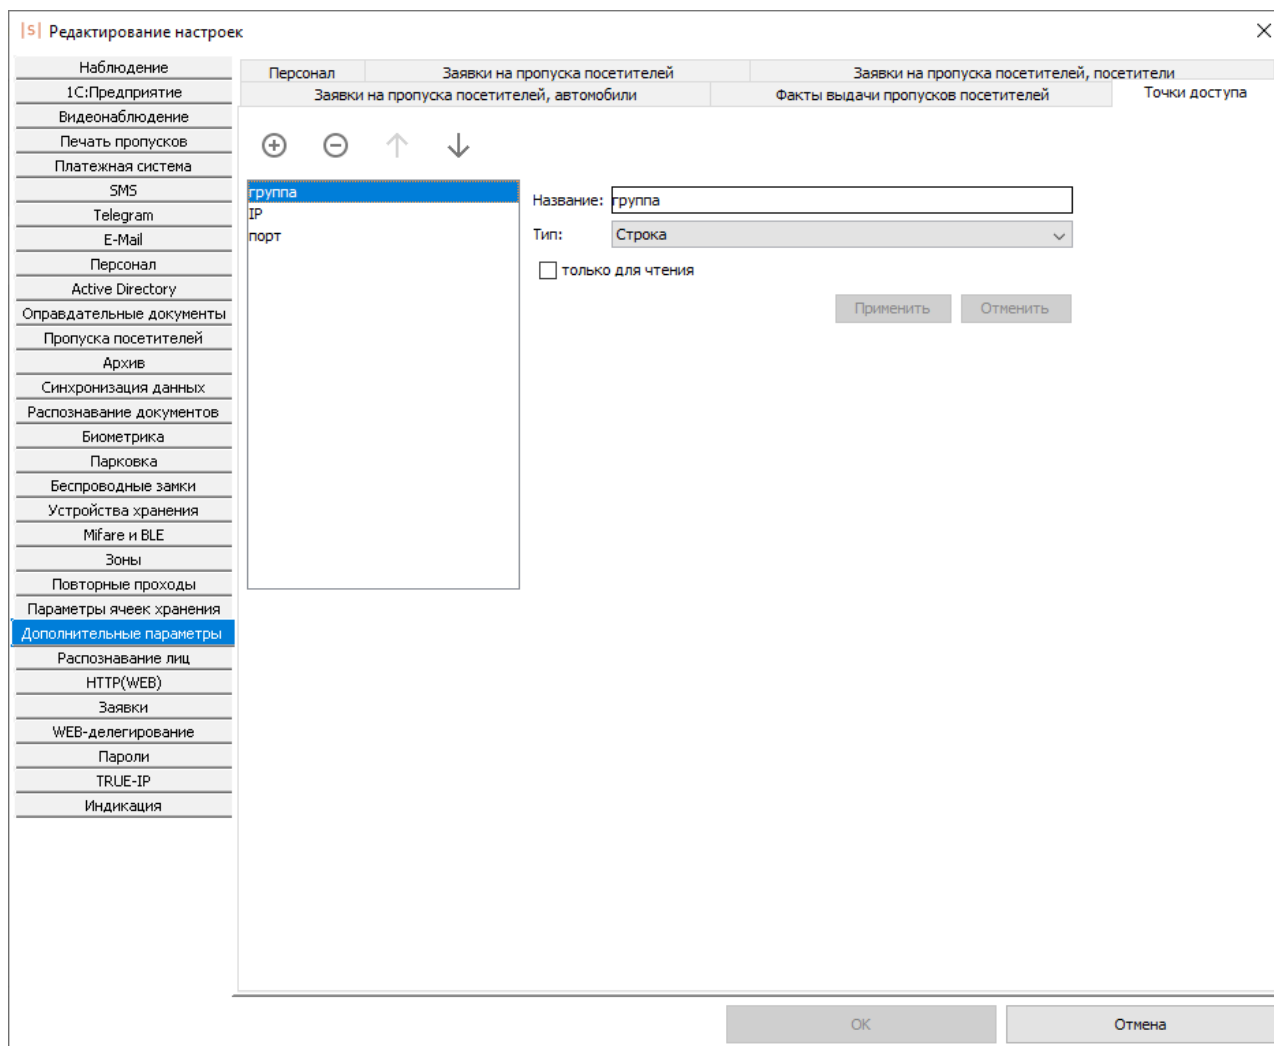 |S| Редактирование настроек
Наблюдение
1С:Предприятие
Видеонаблюдение
Печать пропусков
Платежная система
SMS
Telegram
E-Mail
Персонал
Active Directory
Оправдательные документы
Пропуска посетителей
Архив
Синхронизация данных
Распознавание документов
Биометрика
Парковка
Беспроводные замки
Устройства хранения
Mifare и BLE
Зоны
Повторные проходы
Параметры ячеек хранения
Дополнительные параметры
Распознавание лиц
HTTP(WEB)
Заявки
WEB-делегирование
Пароли
TRUE-IP
Индикация
Персонал
Заявки на пропуска посетителей
Заявки на пропуска посетителей, посетители
Заявки на пропуска посетителей, автомобили
Факты выдачи пропусков посетителей
Точки доступа
группа
IP
порт
Название: группа
Тип: Строка
только для чтения
Применить
Отменить
OK
Отмена